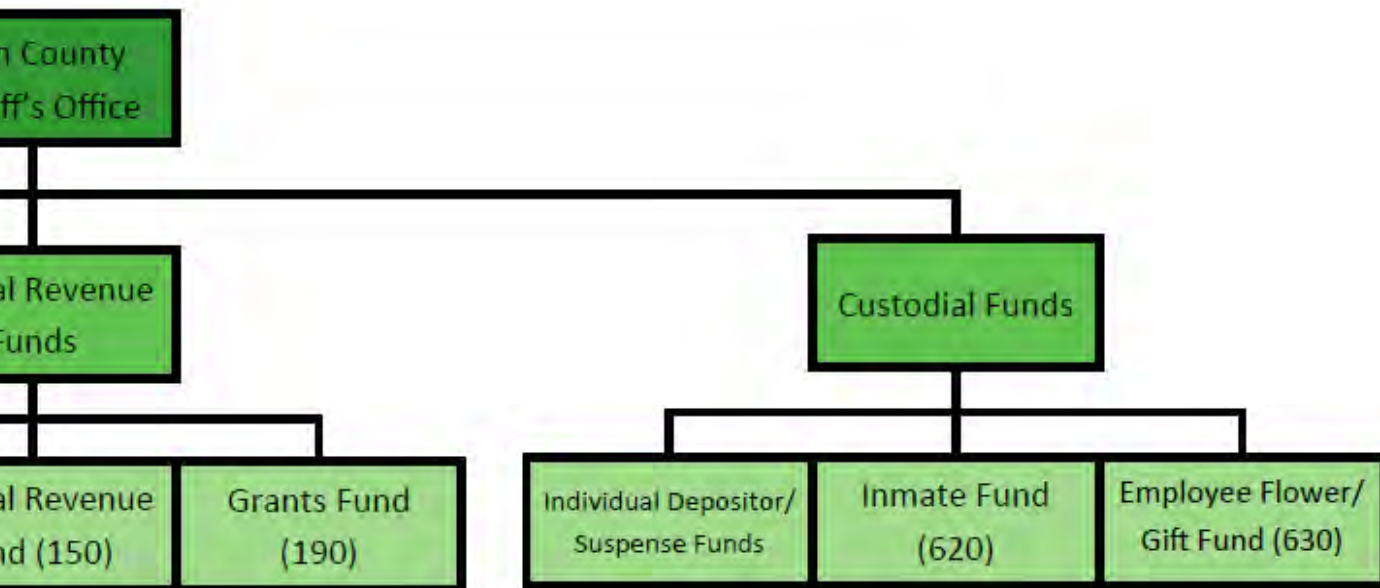 County
Office
Revenue
Funds
Custodial Funds
Revenue
(150)
Grants Fund
(190)
Individual Depositor/
Suspense Funds
Inmate Fund
(620)
Employee Flower/
Gift Fund (630)